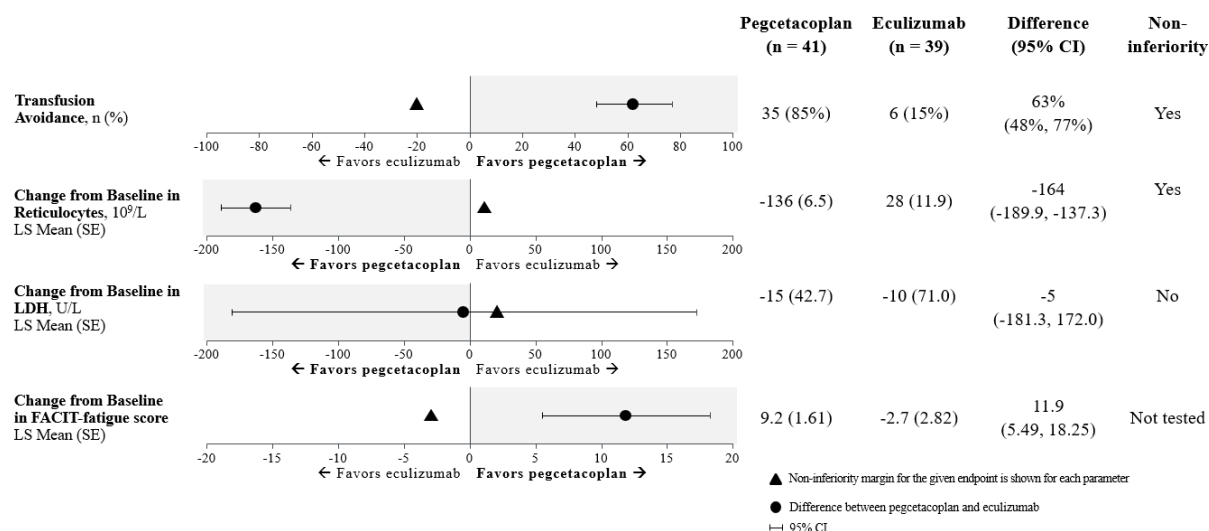 Pegcetacoplan Eculizumab Difference Non-
(n = 41) (n = 39) (95% CI) inferiority
Transfusion
Avoidance, n (%)
35 (85%) 6 (15%) 63% Yes
(48%, 77%)
-100 -80 -60 -40 -20 0 20 40 60 80 100
← Favors eculizumab Favors pegcetacoplan →
Change from Baseline in
Reticulocytes, 10⁹/L
LS Mean (SE)
-136 (6.5) 28 (11.9) -164 Yes
(-189.9, -137.3)
-200 -150 -100 -50 0 50 100 150 200
← Favors pegcetacoplan Favors eculizumab →
Change from Baseline in
LDH, U/L
LS Mean (SE)
-15 (42.7) -10 (71.0) -5 No
(-181.3, 172.0)
-200 -150 -100 -50 0 50 100 150 200
← Favors pegcetacoplan Favors eculizumab →
Change from Baseline
in FACIT-fatigue score
LS Mean (SE)
9.2 (1.61) -2.7 (2.82) 11.9 Not tested
(5.49, 18.25)
-20 -15 -10 -5 0 5 10 15 20
← Favors eculizumab Favors pegcetacoplan →
▲ Non-inferiority margin for the given endpoint is shown for each parameter
● Difference between pegcetacoplan and eculizumab
95% CI